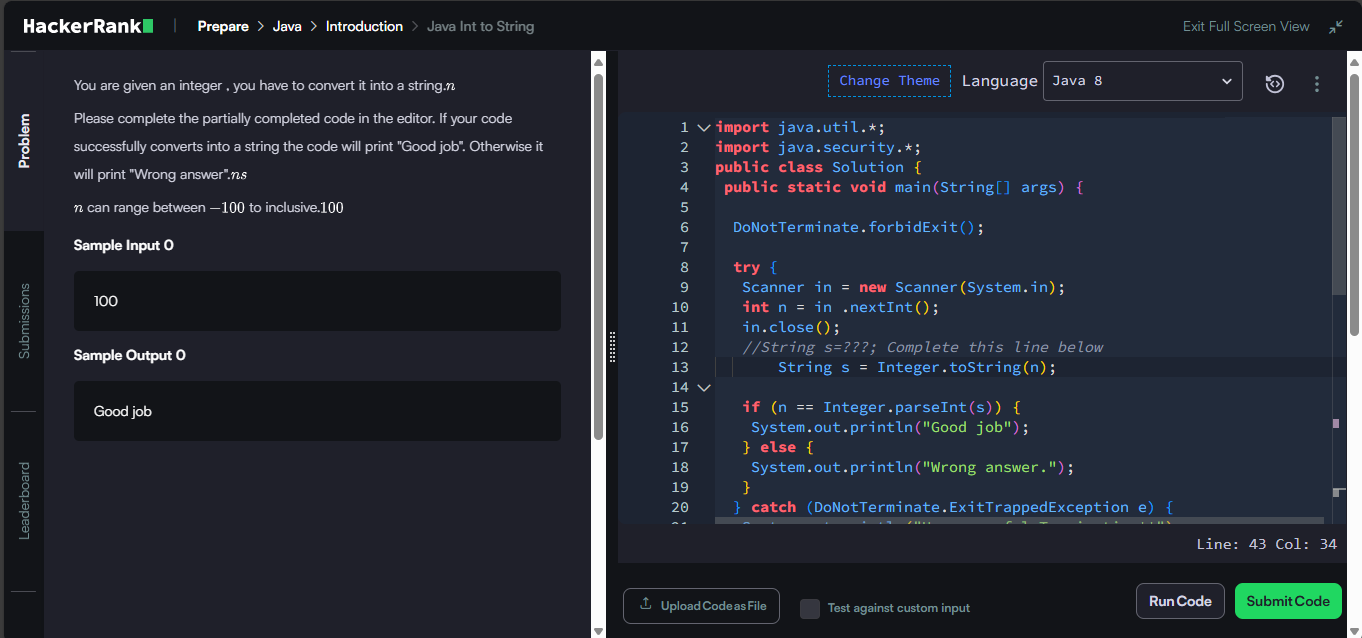 HackerRank | Prepare > Java > Introduction > Java Int to String
Exit Full Screen View
Problem
Submissions
Leaderboard
You are given an integer , you have to convert it into a string.n
Please complete the partially completed code in the editor. If your code
successfully converts into a string the code will print "Good job". Otherwise it
will print "Wrong answer".ns
n can range between −100 to inclusive.100
Sample Input 0
100
Sample Output 0
Good job
Change Theme Language Java 8
1 import java.util.*;
2 import java.security.*;
3 public class Solution {
4 public static void main(String[] args) {
5
6 DoNotTerminate.forbidExit();
7
8 try {
9 Scanner in = new Scanner(System.in);
10 int n = in .nextInt();
11 in.close();
12 //String s=???; Complete this line below
13 String s = Integer.toString(n);
14
15 if (n == Integer.parseInt(s)) {
16 System.out.println("Good job");
17 } else {
18 System.out.println("Wrong answer.");
19 }
20 } catch (DoNotTerminate.ExitTrappedException e) {
Line: 43 Col: 34
Upload Code as File
Test against custom input
Run Code
Submit Code